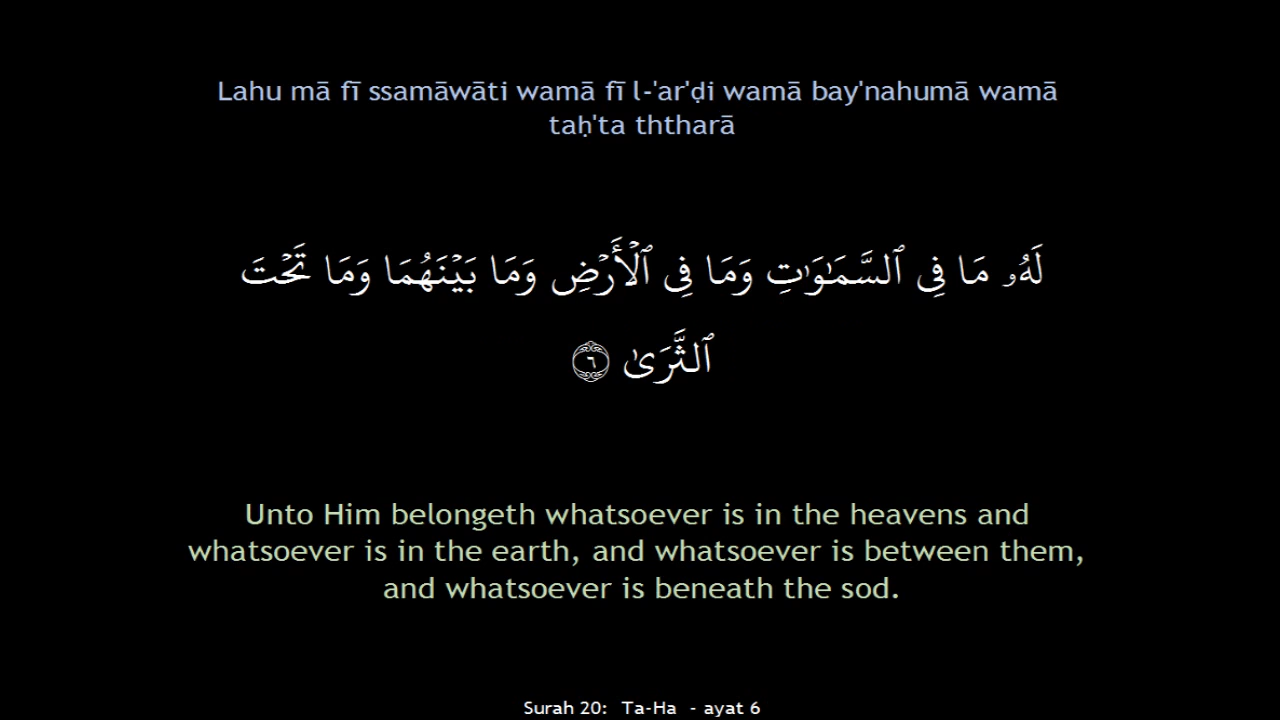 Lahu mā fī ssamāwāti wamā fī l-'ar'ḍi wamā bay'nahumā wamā
taḥ'ta ththarā
لَهُۥ مَا فِى ٱلسَّمَـٰوَٰتِ وَمَا فِى ٱلْأَرْضِ وَمَا بَيْنَهُمَا وَمَا تَحْتَ
ٱلثَّرَىٰ ٦
Unto Him belongeth whatsoever is in the heavens and
whatsoever is in the earth, and whatsoever is between them,
and whatsoever is beneath the sod.
Surah 20: Ta-Ha - ayat 6